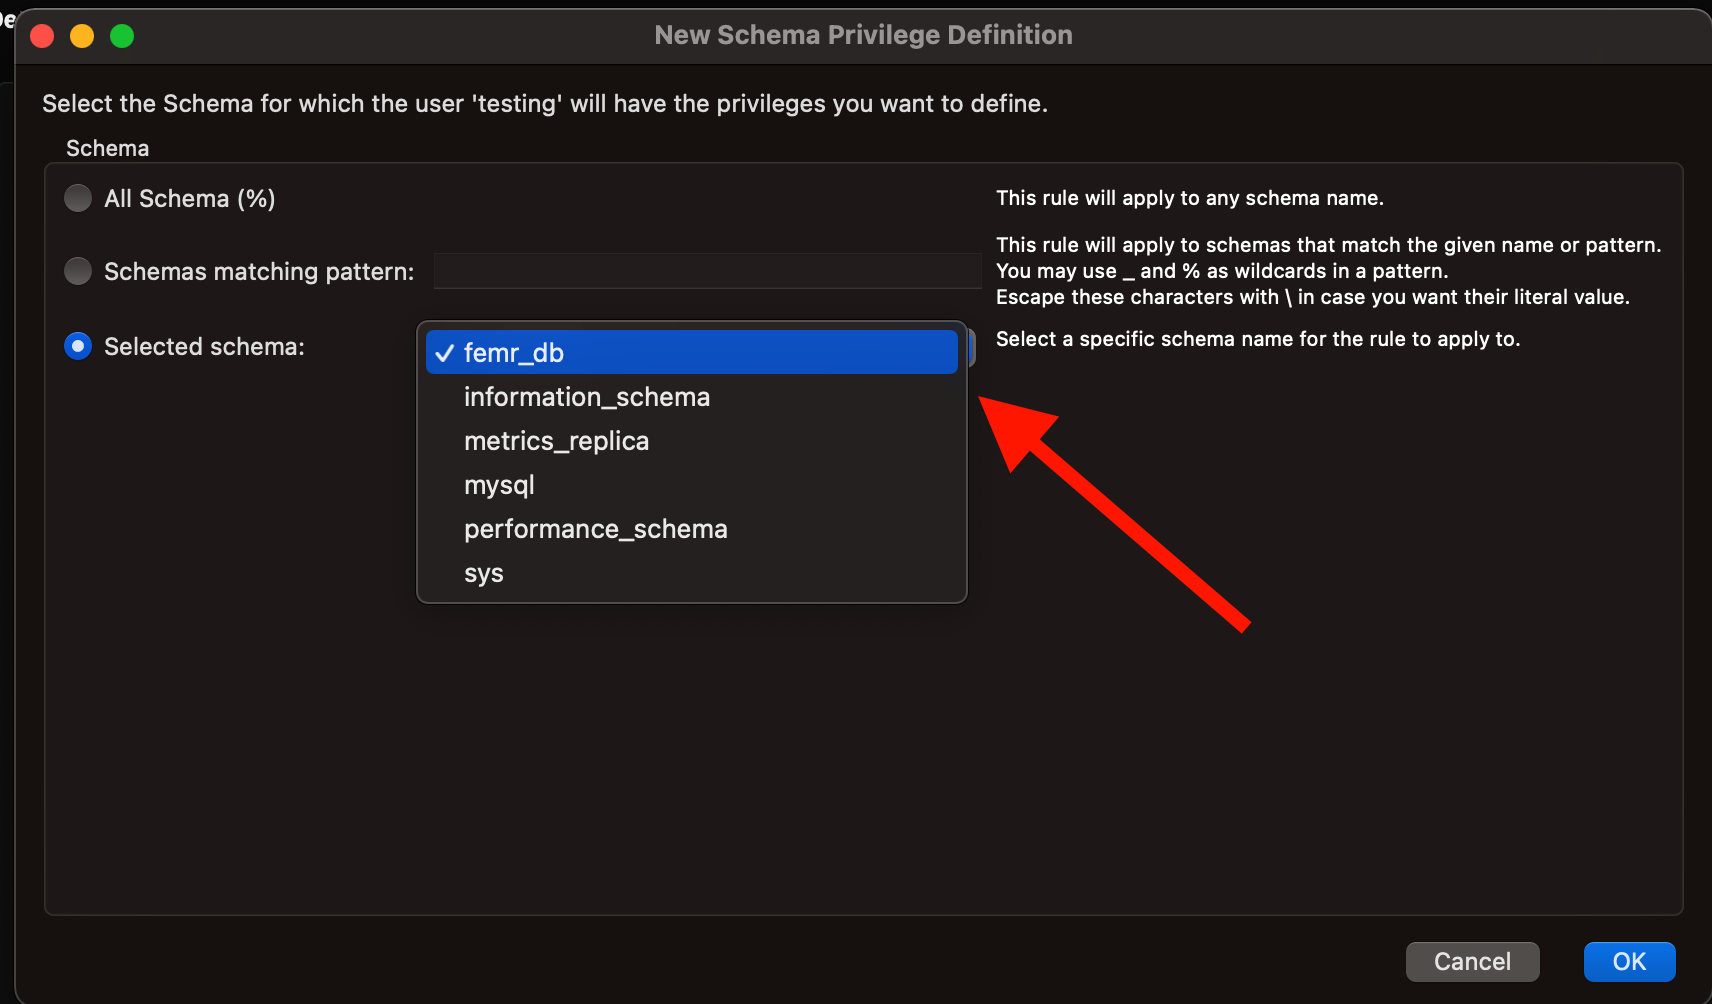 De
New Schema Privilege Definition
Select the Schema for which the user 'testing' will have the privileges you want to define.
Schema
All Schema (%)
This rule will apply to any schema name.
Schemas matching pattern:
This rule will apply to schemas that match the given name or pattern.
You may use _ and % as wildcards in a pattern.
Escape these characters with \ in case you want their literal value.
Selected schema:
femr_db
Select a specific schema name for the rule to apply to.
information_schema
metrics_replica
mysql
performance_schema
sys
Cancel
OK